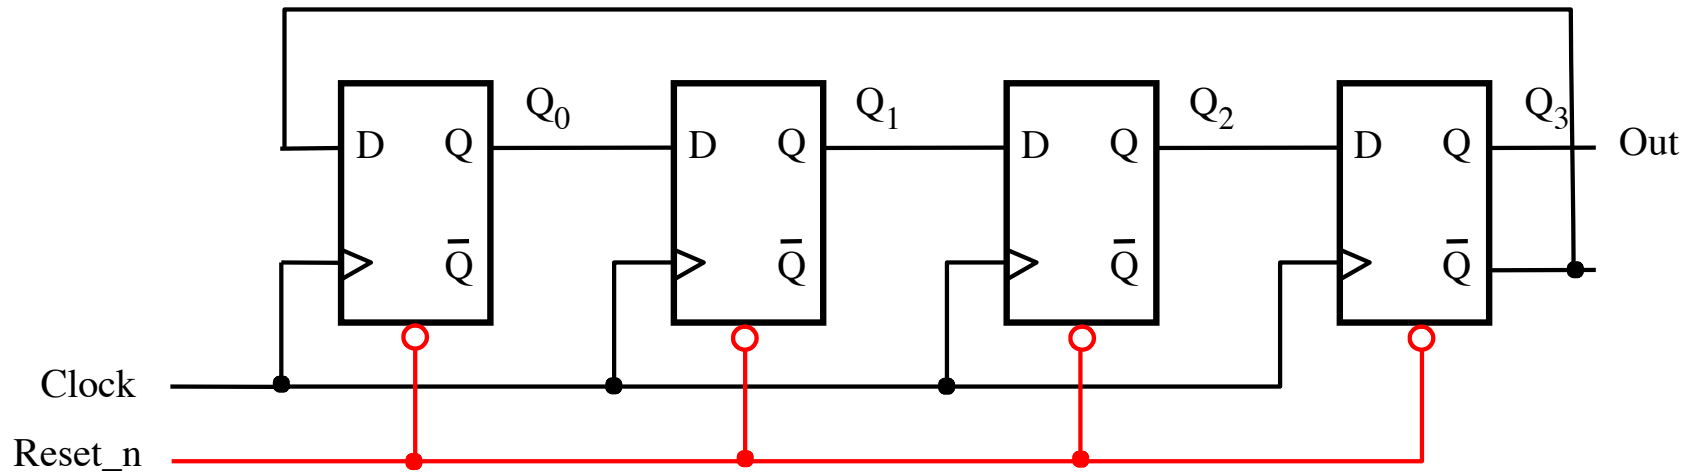 Q₀ Q₁ Q₂ Q₃
D Q D Q D Q D Q Out
Q̅ Q̅ Q̅ Q̅
Clock
Reset_n